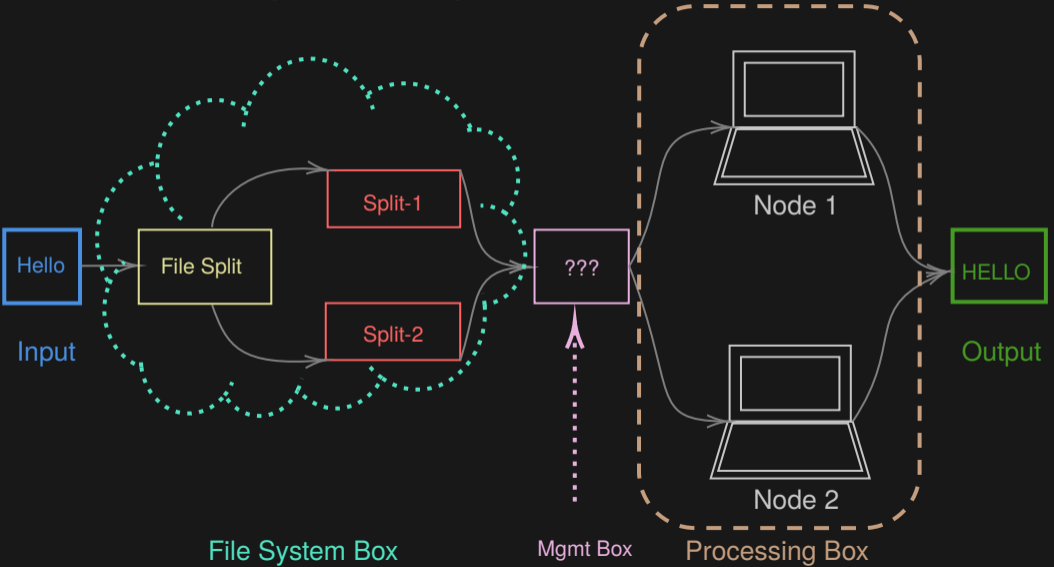 Hello
Input
File Split
Split-1
Split-2
???
Node 1
Node 2
HELLO
Output
File System Box
Mgmt Box
Processing Box